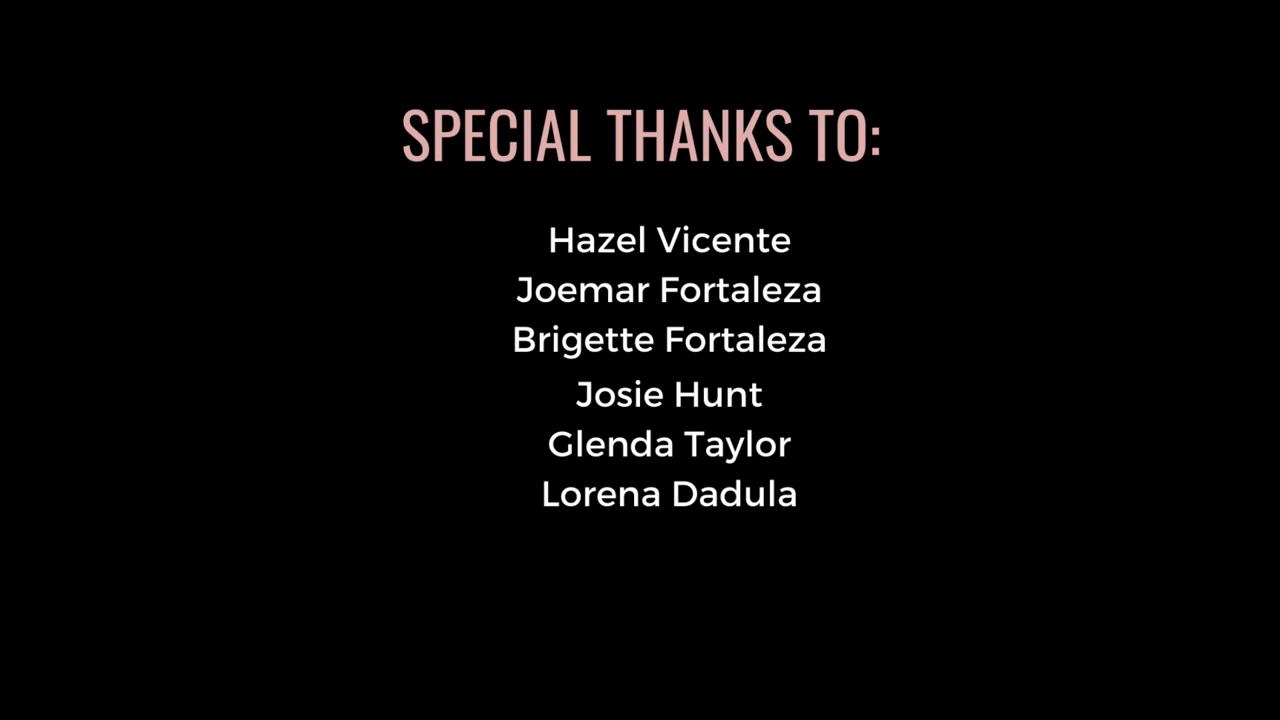 SPECIAL THANKS TO:
Hazel Vicente
Joemar Fortaleza
Brigette Fortaleza
Josie Hunt
Glenda Taylor
Lorena Dadula